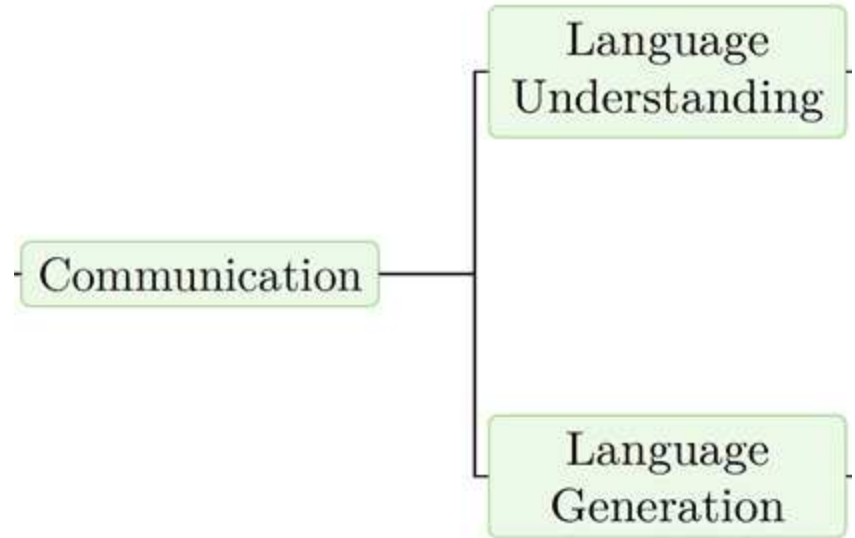 Language
Understanding
Communication
Language
Generation